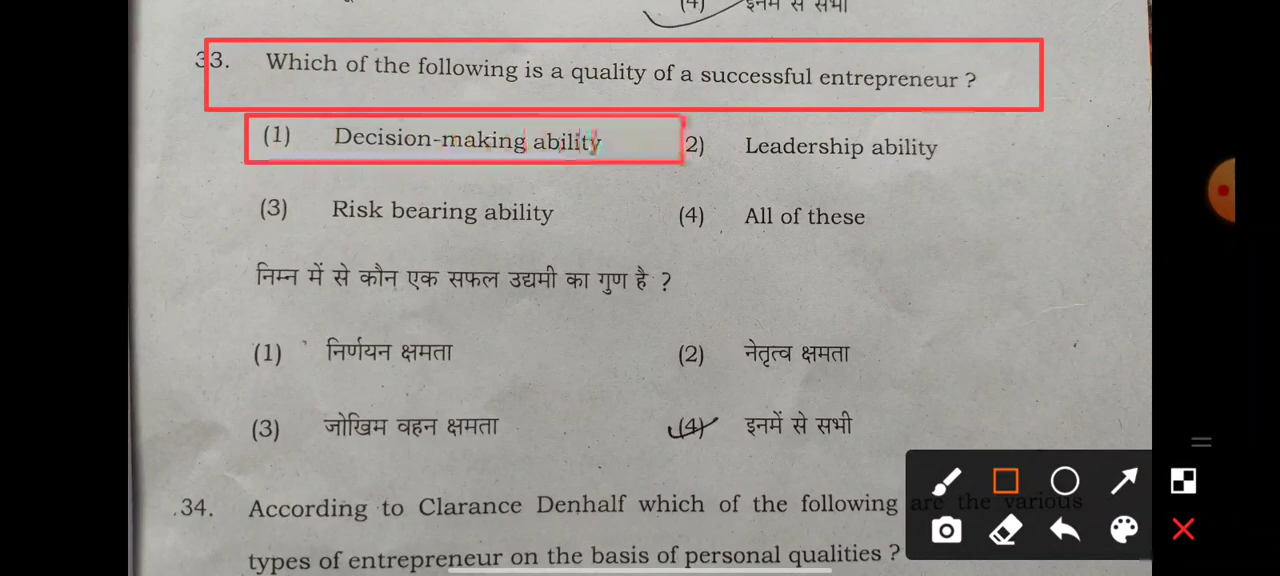 (4) इनमें से सभी
33. Which of the following is a quality of a successful entrepreneur ?
(1) Decision-making ability 2) Leadership ability
(3) Risk bearing ability (4) All of these
निम्न में से कौन एक सफल उद्यमी का गुण है ?
(1) निर्णयन क्षमता (2) नेतृत्व क्षमता
(3) जोखिम वहन क्षमता (4) इनमें से सभी
34. According to Clarance Denhalf which of the following are the various
types of entrepreneur on the basis of personal qualities ?